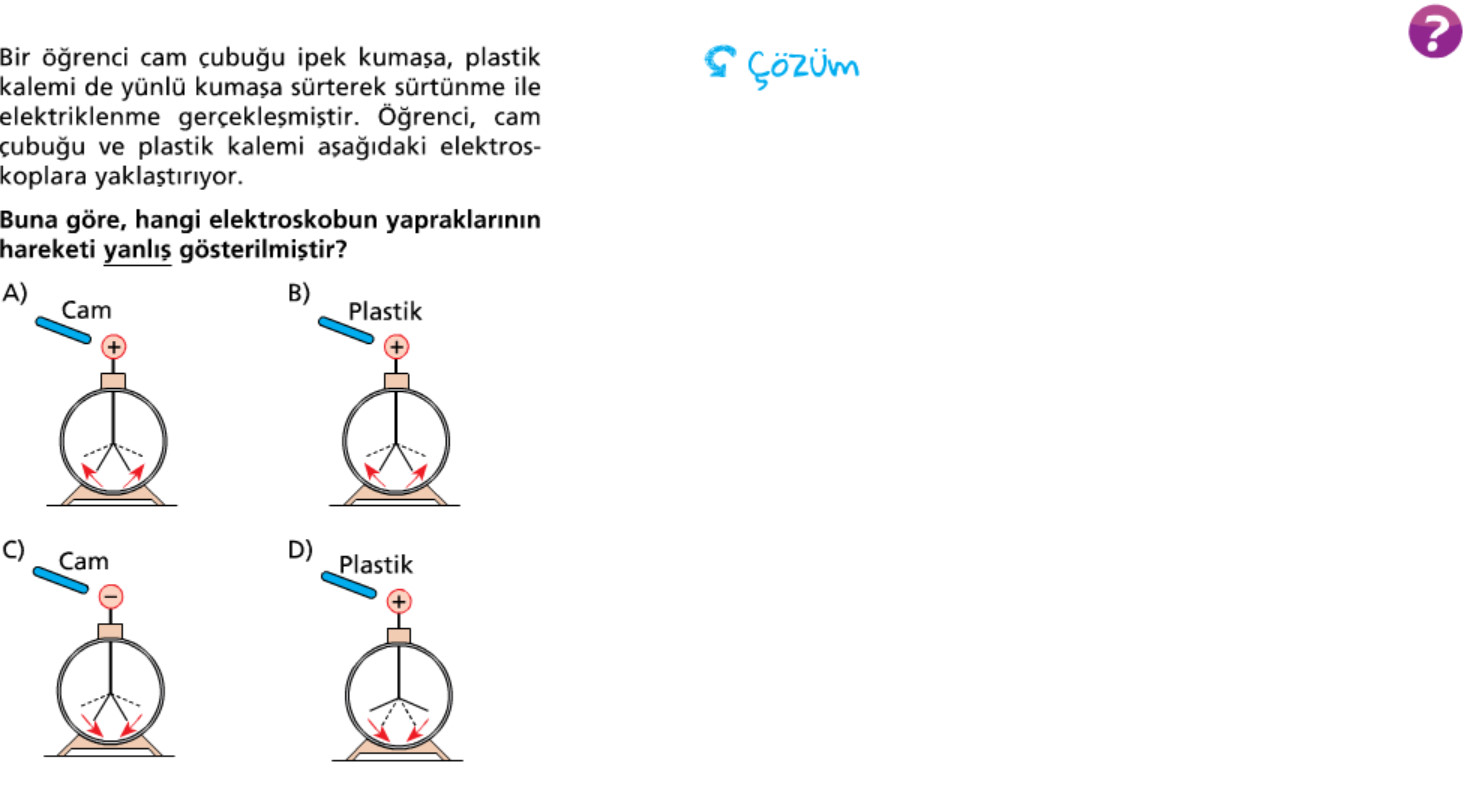 Bir öğrenci cam çubuğu ipek kumaşa, plastik
kalemi de yünlü kumaşa sürterek sürtünme ile
elektriklenme gerçekleşmiştir. Öğrenci, cam
çubuğu ve plastik kalemi aşağıdaki elektros-
koplara yaklaştırıyor.
Buna göre, hangi elektroskobun yapraklarının
hareketi yanlış gösterilmiştir?
A)
Cam
+
B)
Plastik
+
C)
Cam
−
D)
Plastik
+
Çözüm
?